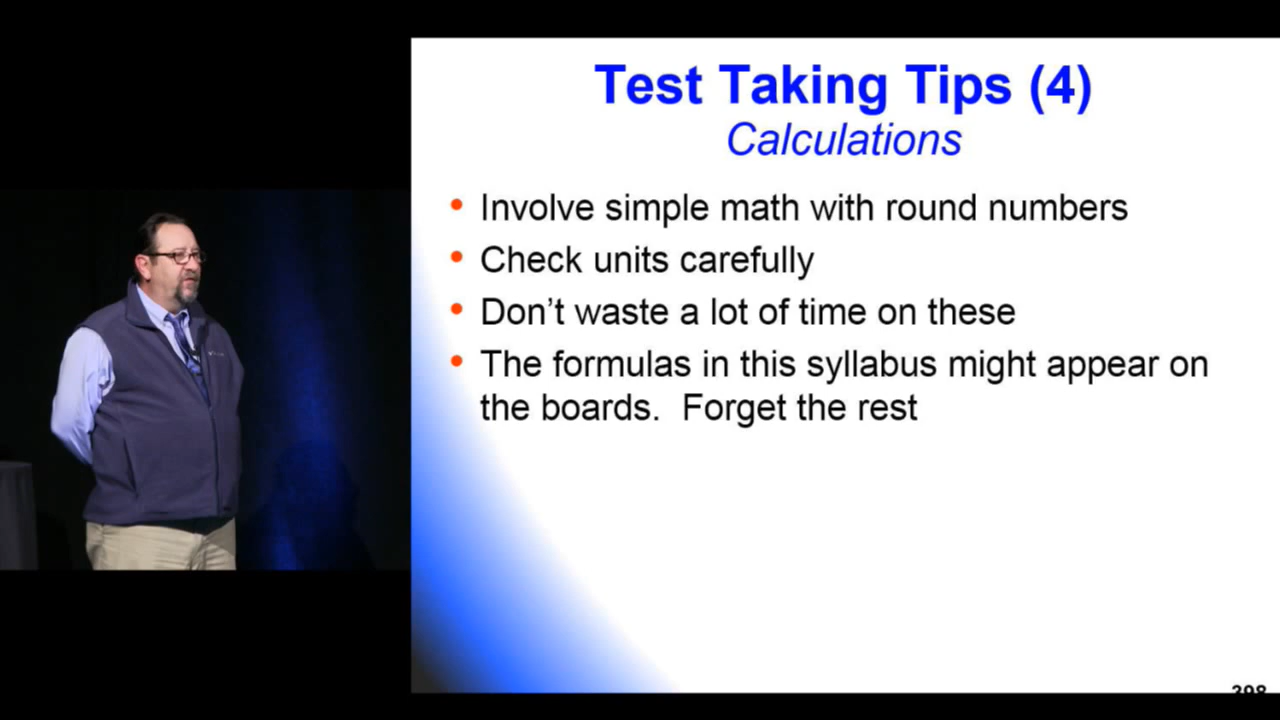 Test Taking Tips (4)
Calculations
• Involve simple math with round numbers
• Check units carefully
• Don’t waste a lot of time on these
• The formulas in this syllabus might appear on
the boards.  Forget the rest
398